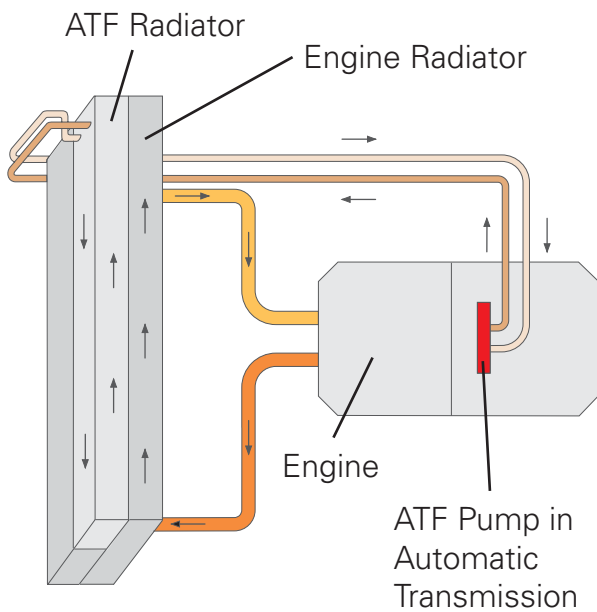 ATF Radiator
Engine Radiator
Engine
ATF Pump in
Automatic
Transmission